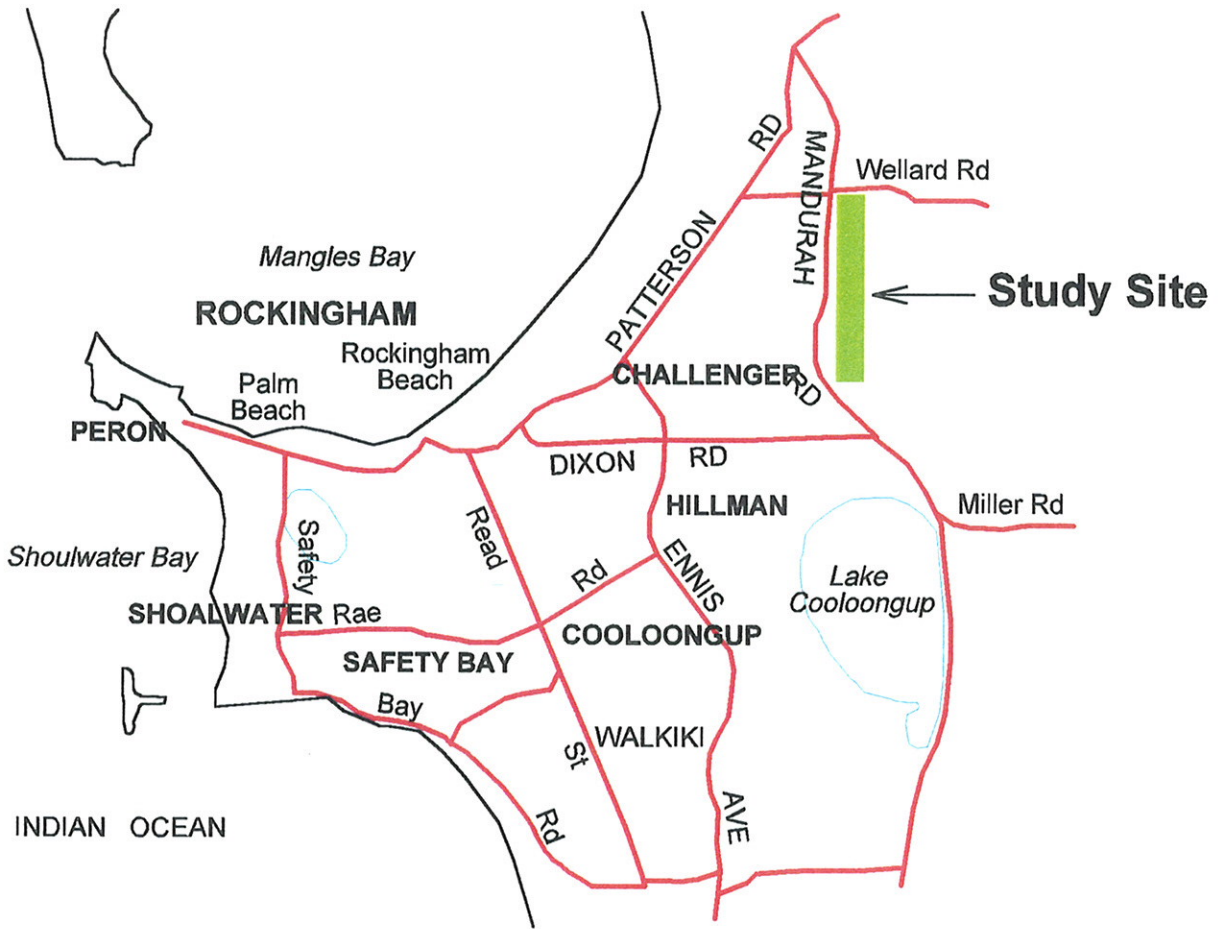 RD
MANDURAH
Wellard Rd
PATTERSON
Mangles Bay
Study Site
ROCKINGHAM
Rockingham
Beach
CHALLENGER
RD
Palm
Beach
PERON
DIXON RD
HILLMAN
Miller Rd
Safety
Read
Shoulwater Bay
Rd
ENNIS
Lake
Cooloongup
SHOALWATER
Rae
COOLOONGUP
SAFETY BAY
Bay
St
WALKIKI
Rd
AVE
INDIAN OCEAN